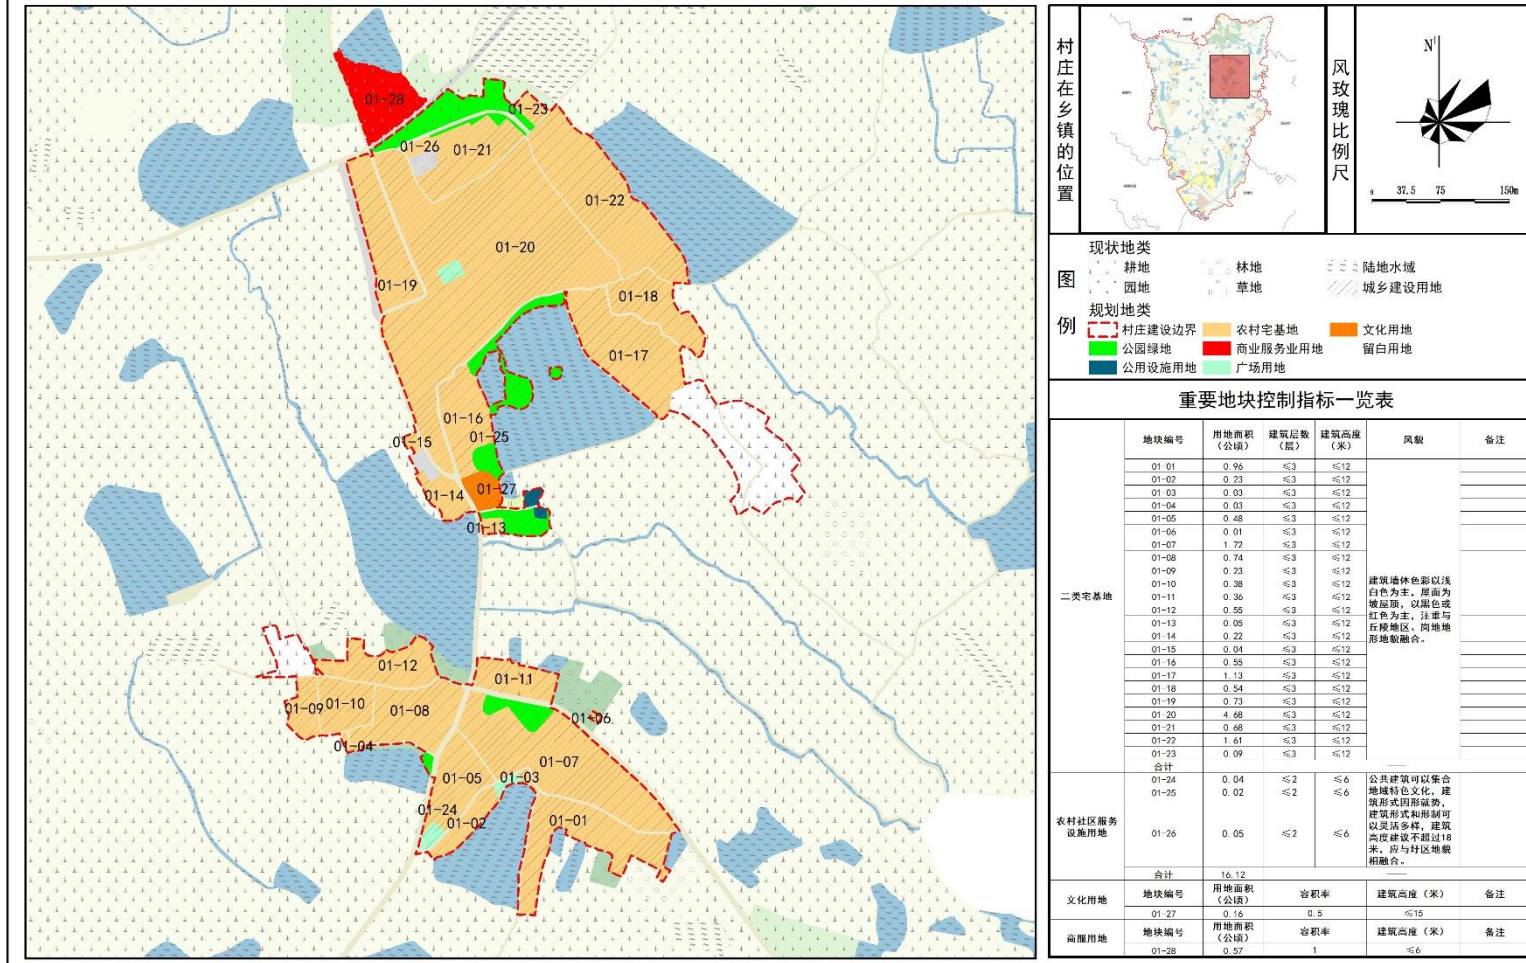 01-28
01-23
01-26
01-21
01-22
01-20
01-19
01-18
01-17
01-16
01-15
01-25
01-14
01-27
01-13
01-12
01-11
01-09
01-10
01-08
01-06
01-04
01-07
01-05
01-03
01-24
01-02
01-01
村庄在乡镇的位置
风玫瑰比例尺
N
0 37.5 75 150m
图例
现状地类
耕地 林地 陆地水域
园地 草地 城乡建设用地
规划地类
村庄建设边界 农村宅基地 文化用地
公园绿地 商业服务业用地 留白用地
公用设施用地 广场用地
重要地块控制指标一览表
地块编号 用地面积(公顷) 建筑层数(层) 建筑高度(米) 风貌 备注
二类宅基地
01-01 0.96 ≤3 ≤12
01-02 0.23 ≤3 ≤12
01-03 0.03 ≤3 ≤12
01-04 0.03 ≤3 ≤12
01-05 0.48 ≤3 ≤12
01-06 0.01 ≤3 ≤12
01-07 1.72 ≤3 ≤12
01-08 0.74 ≤3 ≤12
01-09 0.23 ≤3 ≤12
01-10 0.38 ≤3 ≤12
01-11 0.36 ≤3 ≤12
01-12 0.55 ≤3 ≤12
01-13 0.05 ≤3 ≤12
01-14 0.22 ≤3 ≤12
01-15 0.04 ≤3 ≤12
01-16 0.55 ≤3 ≤12
01-17 1.13 ≤3 ≤12
01-18 0.54 ≤3 ≤12
01-19 0.73 ≤3 ≤12
01-20 4.68 ≤3 ≤12
01-21 0.68 ≤3 ≤12
01-22 1.61 ≤3 ≤12
01-23 0.09 ≤3 ≤12
建筑墙体色彩以浅
白色为主，屋面为
坡屋顶，以黑色或
红色为主，注重与
丘陵地区、岗地地
形地貌融合。
合计 ——
农村社区服务
设施用地
01-24 0.04 ≤2 ≤6
01-25 0.02 ≤2 ≤6
01-26 0.05 ≤2 ≤6
公共建筑可以集合
地域特色文化，建
筑形式因形就势，
建筑形式和形制可
以灵活多样，建筑
高度建议不超过18
米，应与圩区地貌
相融合。
合计 16.12 ——
文化用地
地块编号 用地面积(公顷) 容积率 建筑高度（米） 备注
01-27 0.16 0.5 ≤15
商服用地
地块编号 用地面积(公顷) 容积率 建筑高度（米） 备注
01-28 0.57 1 ≤6